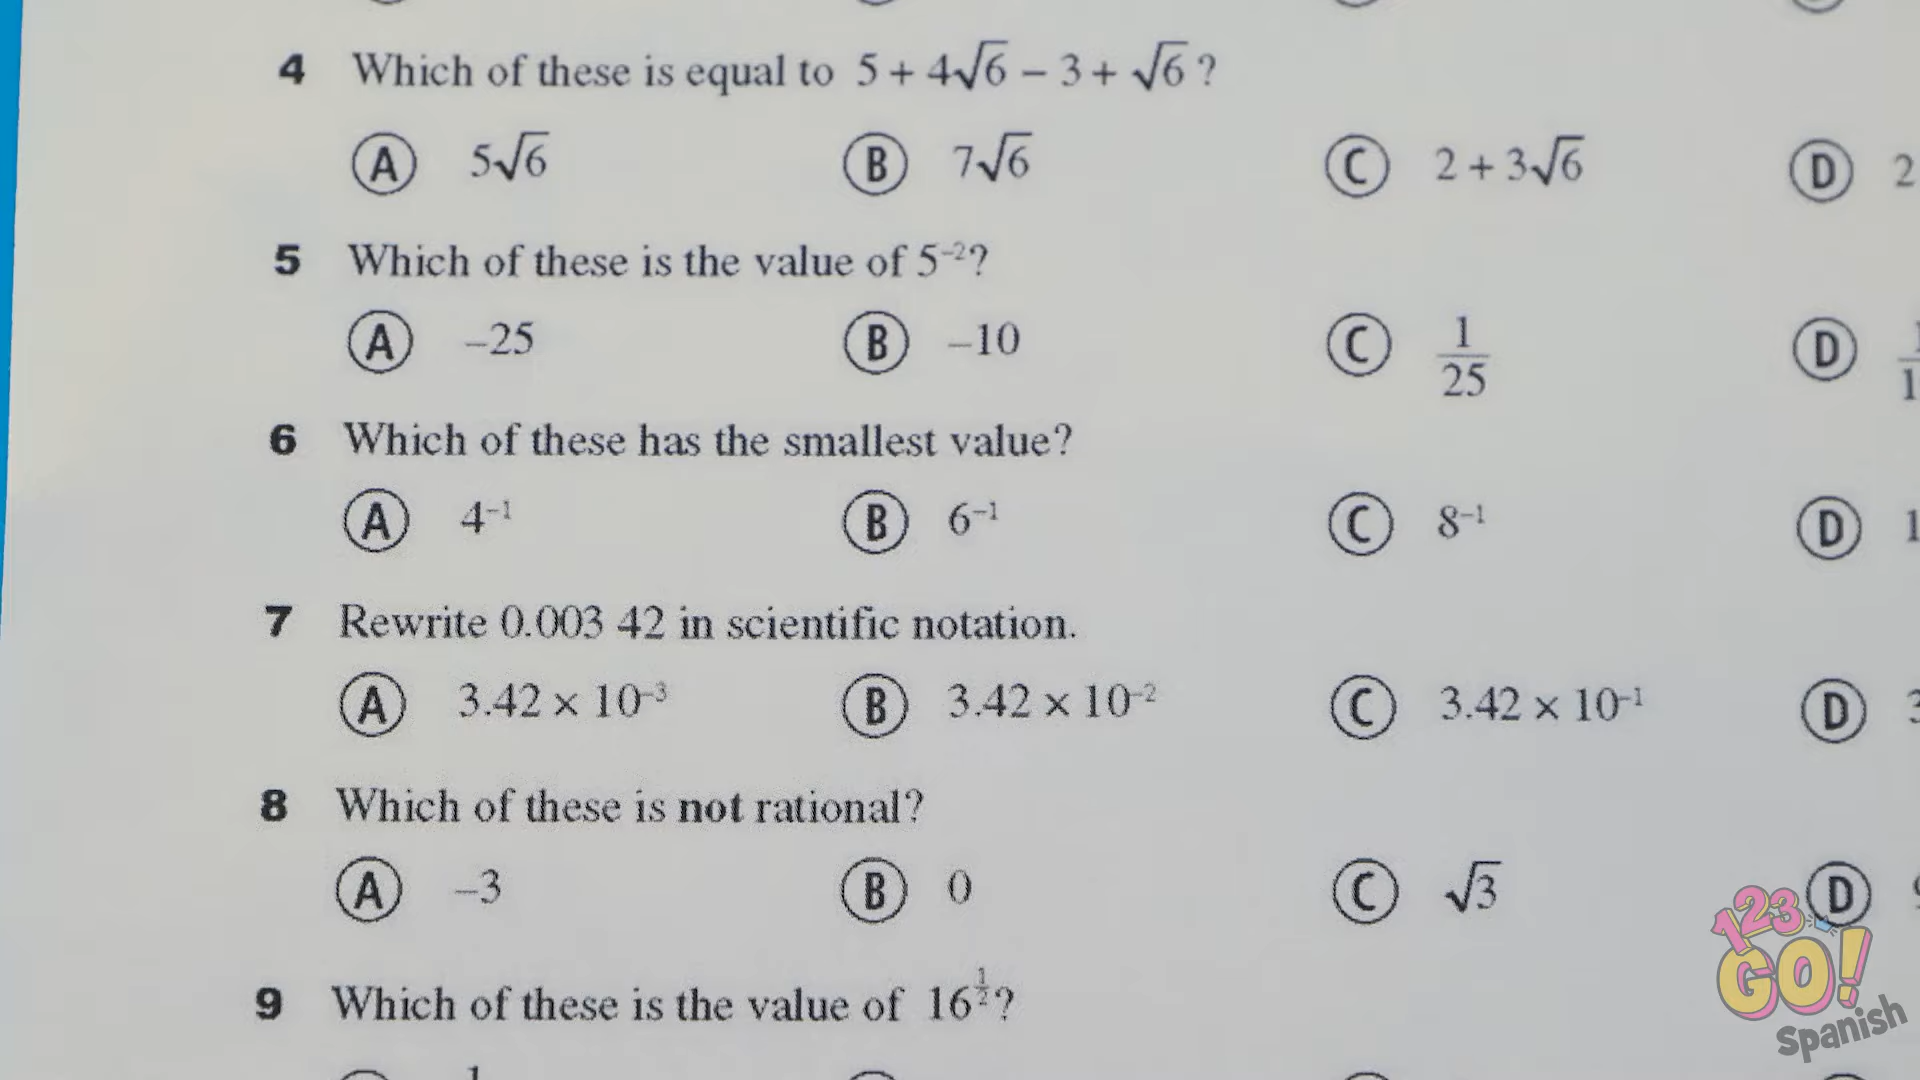 4 Which of these is equal to 5 + 4√6 − 3 + √6 ?
A 5√6 B 7√6 C 2 + 3√6 D 2
5 Which of these is the value of 5⁻²?
A −25 B −10 C 1/25 D
6 Which of these has the smallest value?
A 4⁻¹ B 6⁻¹ C 8⁻¹ D 1
7 Rewrite 0.003 42 in scientific notation.
A 3.42 × 10⁻³ B 3.42 × 10⁻² C 3.42 × 10⁻¹ D 3
8 Which of these is not rational?
A −3 B 0 C √3 D
9 Which of these is the value of 16^(1/2)?
123
GO!
Spanish